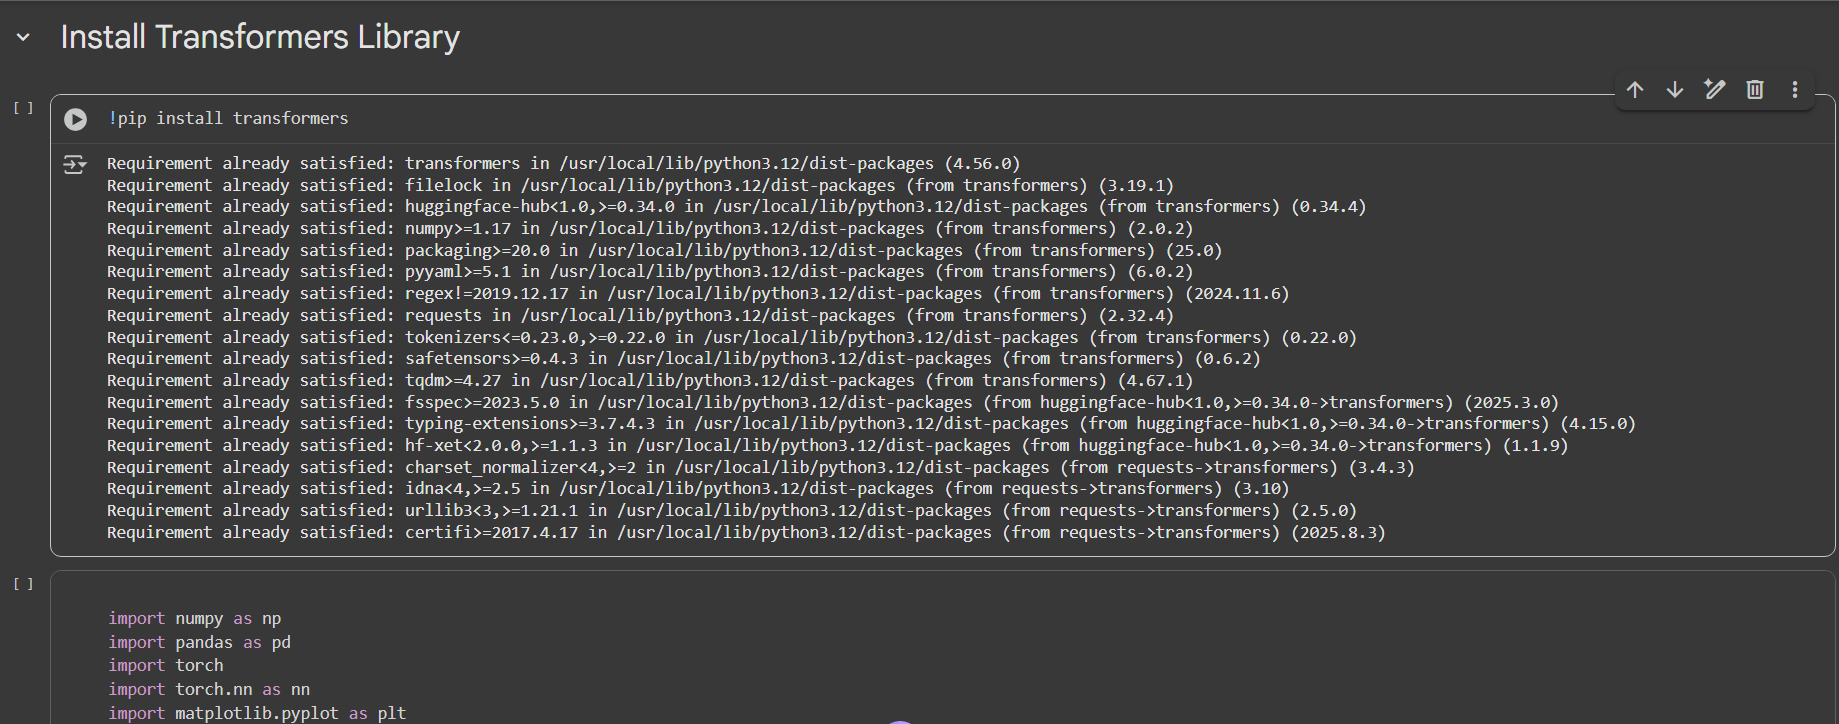 Install Transformers Library
[ ]
!pip install transformers
Requirement already satisfied: transformers in /usr/local/lib/python3.12/dist-packages (4.56.0)
Requirement already satisfied: filelock in /usr/local/lib/python3.12/dist-packages (from transformers) (3.19.1)
Requirement already satisfied: huggingface-hub<1.0,>=0.34.0 in /usr/local/lib/python3.12/dist-packages (from transformers) (0.34.4)
Requirement already satisfied: numpy>=1.17 in /usr/local/lib/python3.12/dist-packages (from transformers) (2.0.2)
Requirement already satisfied: packaging>=20.0 in /usr/local/lib/python3.12/dist-packages (from transformers) (25.0)
Requirement already satisfied: pyyaml>=5.1 in /usr/local/lib/python3.12/dist-packages (from transformers) (6.0.2)
Requirement already satisfied: regex!=2019.12.17 in /usr/local/lib/python3.12/dist-packages (from transformers) (2024.11.6)
Requirement already satisfied: requests in /usr/local/lib/python3.12/dist-packages (from transformers) (2.32.4)
Requirement already satisfied: tokenizers<=0.23.0,>=0.22.0 in /usr/local/lib/python3.12/dist-packages (from transformers) (0.22.0)
Requirement already satisfied: safetensors>=0.4.3 in /usr/local/lib/python3.12/dist-packages (from transformers) (0.6.2)
Requirement already satisfied: tqdm>=4.27 in /usr/local/lib/python3.12/dist-packages (from transformers) (4.67.1)
Requirement already satisfied: fsspec>=2023.5.0 in /usr/local/lib/python3.12/dist-packages (from huggingface-hub<1.0,>=0.34.0->transformers) (2025.3.0)
Requirement already satisfied: typing-extensions>=3.7.4.3 in /usr/local/lib/python3.12/dist-packages (from huggingface-hub<1.0,>=0.34.0->transformers) (4.15.0)
Requirement already satisfied: hf-xet<2.0.0,>=1.1.3 in /usr/local/lib/python3.12/dist-packages (from huggingface-hub<1.0,>=0.34.0->transformers) (1.1.9)
Requirement already satisfied: charset_normalizer<4,>=2 in /usr/local/lib/python3.12/dist-packages (from requests->transformers) (3.4.3)
Requirement already satisfied: idna<4,>=2.5 in /usr/local/lib/python3.12/dist-packages (from requests->transformers) (3.10)
Requirement already satisfied: urllib3<3,>=1.21.1 in /usr/local/lib/python3.12/dist-packages (from requests->transformers) (2.5.0)
Requirement already satisfied: certifi>=2017.4.17 in /usr/local/lib/python3.12/dist-packages (from requests->transformers) (2025.8.3)
[ ]
import numpy as np
import pandas as pd
import torch
import torch.nn as nn
import matplotlib.pyplot as plt